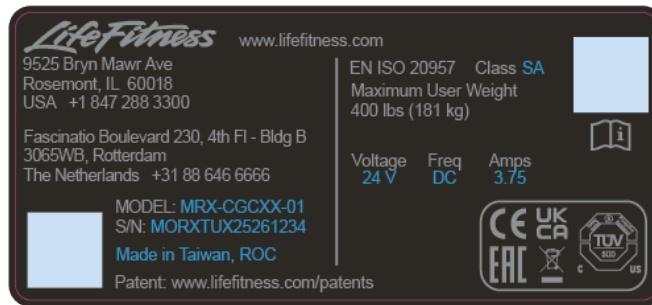 LifeFitness www.lifefitness.com
9525 Bryn Mawr Ave
Rosemont, IL 60018
USA +1 847 288 3300
Fascinatio Boulevard 230, 4th Fl - Bldg B
3065WB, Rotterdam
The Netherlands +31 88 646 6666
MODEL: MRX-CGCXX-01
S/N: MORXTUX25261234
Made in Taiwan, ROC
Patent: www.lifefitness.com/patents
EN ISO 20957 Class SA
Maximum User Weight
400 lbs (181 kg)
Voltage Freq Amps
24 V DC 3.75
CE UK CA
EAC
TÜV
SÜD
C US